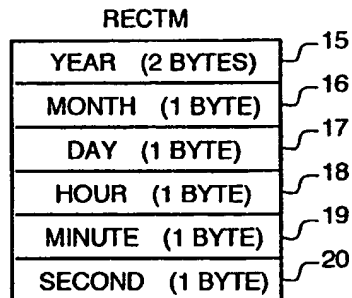 RECTM
YEAR (2 BYTES) 15
MONTH (1 BYTE) 16
DAY (1 BYTE) 17
HOUR (1 BYTE) 18
MINUTE (1 BYTE) 19
SECOND (1 BYTE) 20